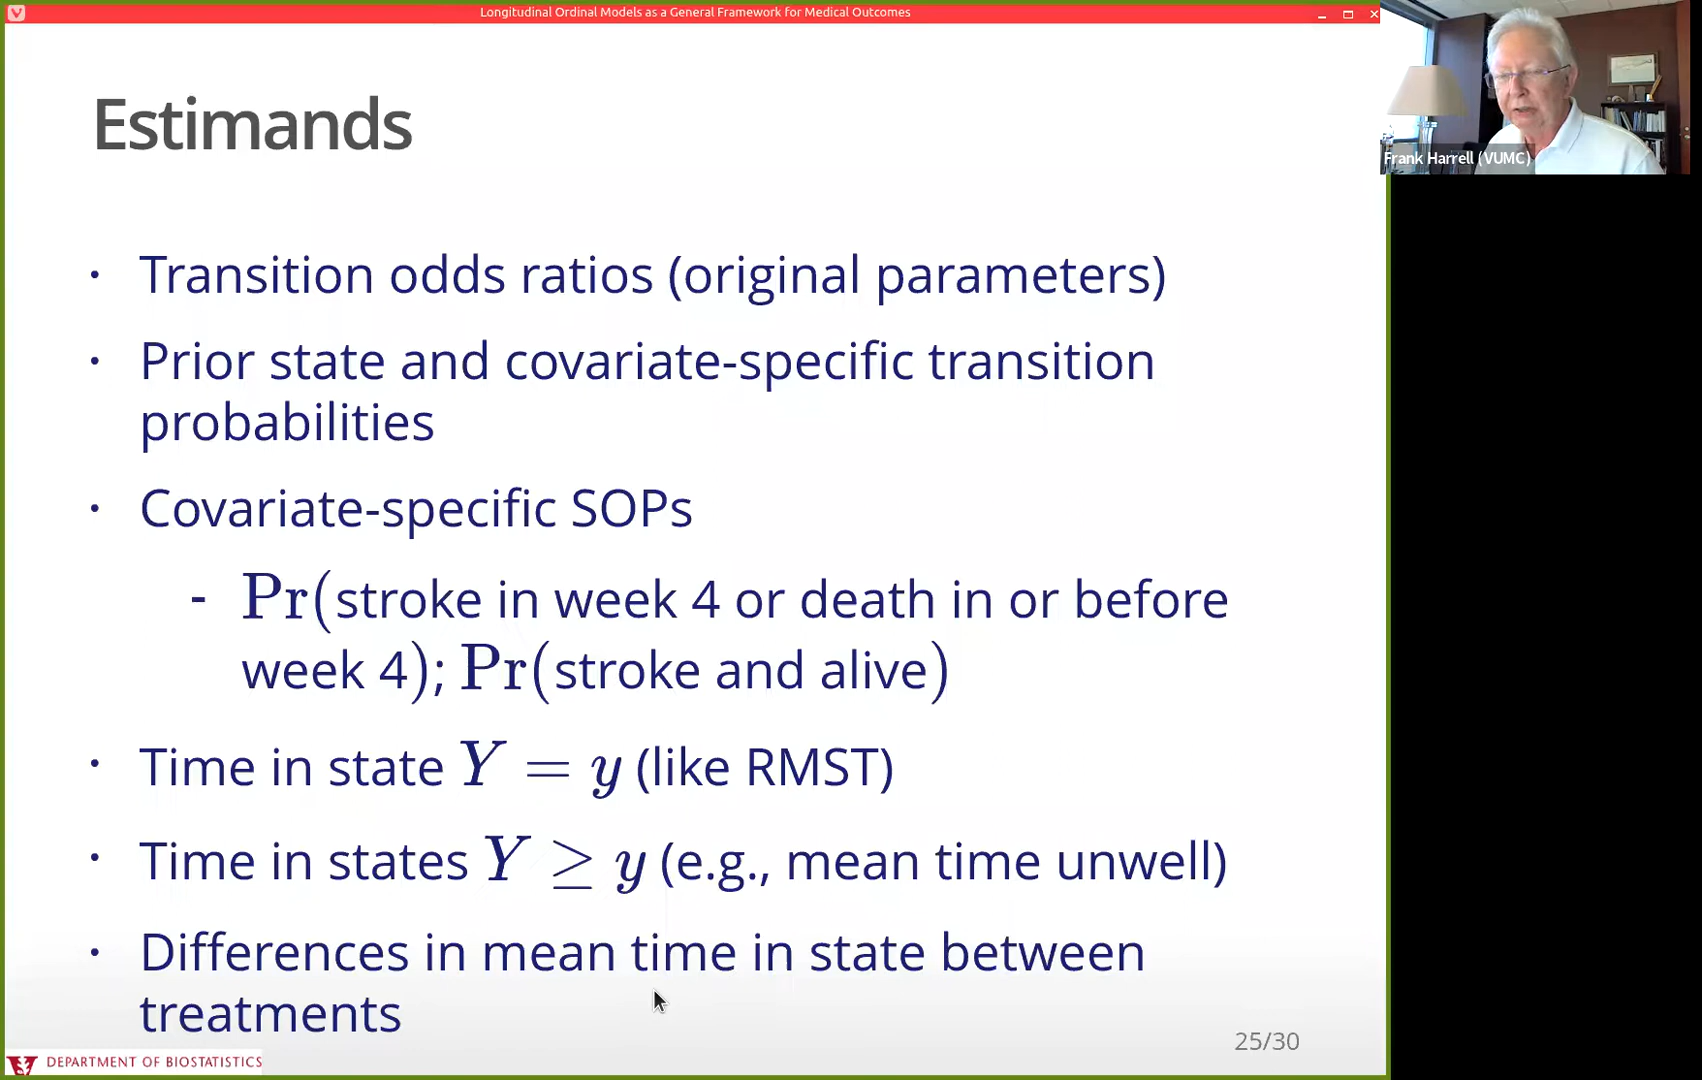 Longitudinal Ordinal Models as a General Framework for Medical Outcomes
Estimands
Frank Harrell (VUMC)
• Transition odds ratios (original parameters)
• Prior state and covariate-specific transition
probabilities
• Covariate-specific SOPs
- Pr(stroke in week 4 or death in or before
week 4); Pr(stroke and alive)
• Time in state Y = y (like RMST)
• Time in states Y ≥ y (e.g., mean time unwell)
• Differences in mean time in state between
treatments
25/30
DEPARTMENT OF BIOSTATISTICS